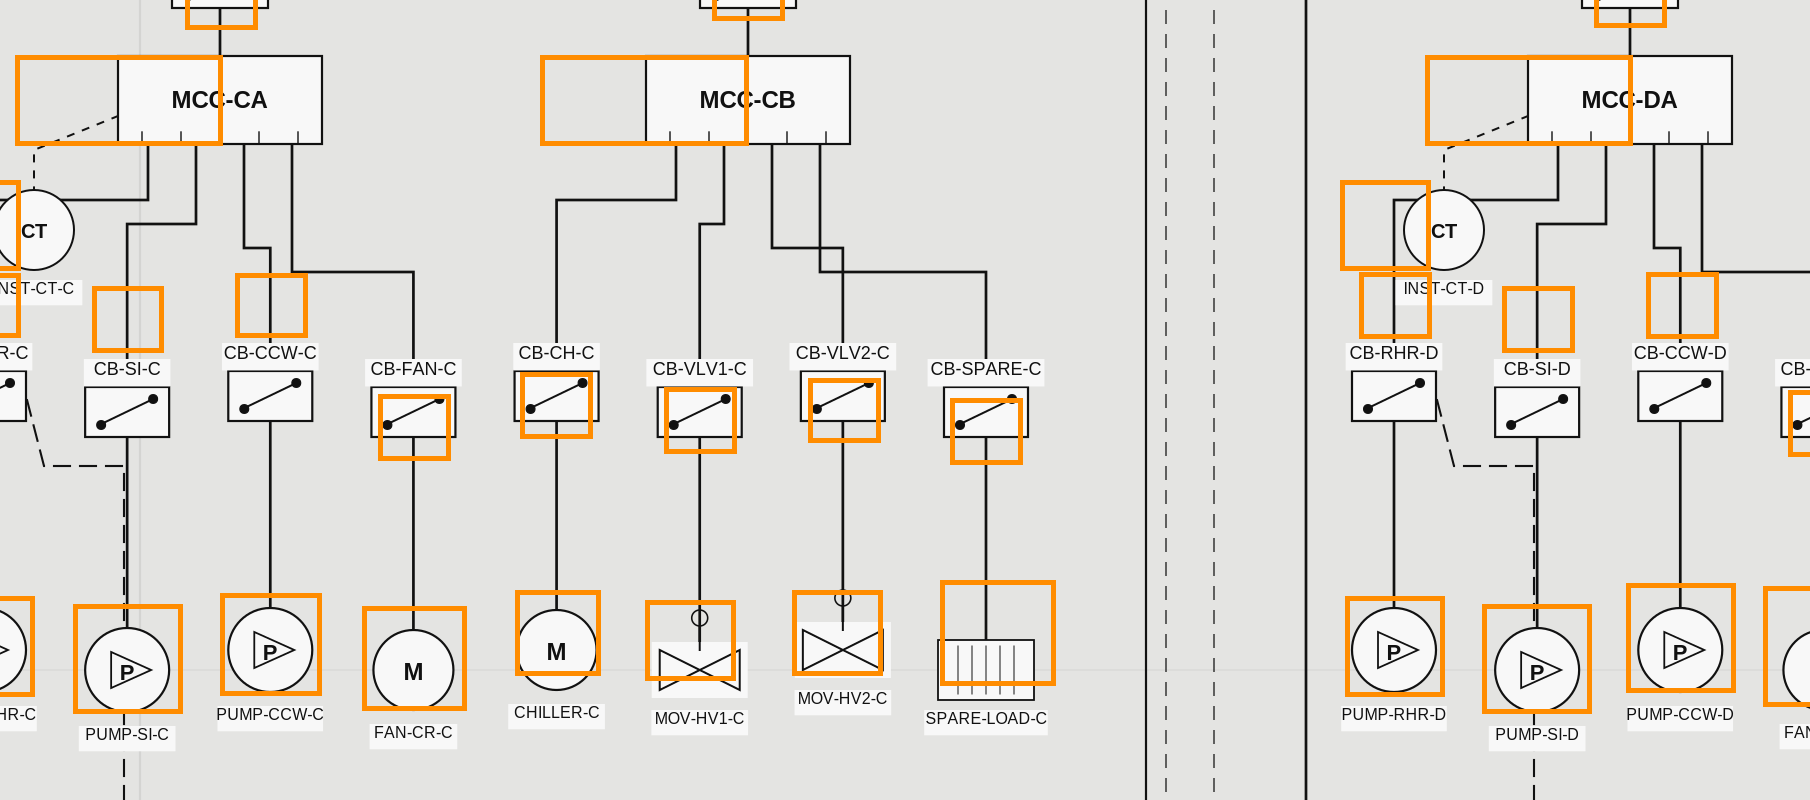 MCC-CA
MCC-CB
MCC-DA
CT
CT
INST-CT-D
CB-CCW-C
CB-CH-C
CB-VLV2-C
CB-RHR-D
CB-CCW-D
CB-SI-C
CB-FAN-C
CB-VLV1-C
CB-SPARE-C
CB-SI-D
P
P
M
M
P
P
P
PUMP-CCW-C
CHILLER-C
MOV-HV2-C
PUMP-RHR-D
PUMP-CCW-D
PUMP-SI-C
FAN-CR-C
MOV-HV1-C
SPARE-LOAD-C
PUMP-SI-D